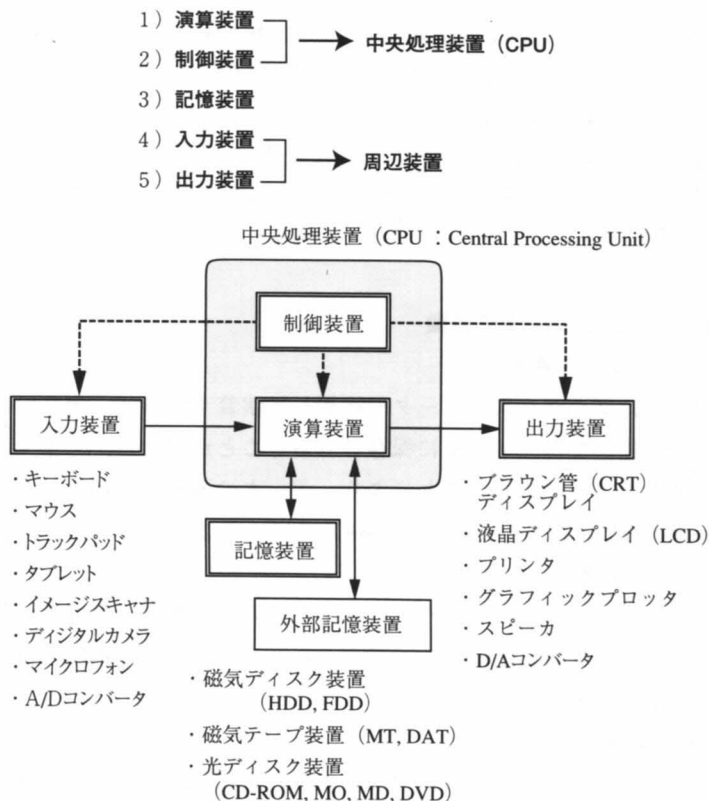 1）演算装置
中央処理装置（CPU）
2）制御装置
3）記憶装置
4）入力装置
周辺装置
5）出力装置
中央処理装置（CPU：Central Processing Unit）
制御装置
入力装置
演算装置
出力装置
・キーボード
・マウス
・トラックパッド
・タブレット
・イメージスキャナ
・ディジタルカメラ
・マイクロフォン
・A/Dコンバータ
記憶装置
外部記憶装置
・磁気ディスク装置
(HDD, FDD)
・磁気テープ装置（MT, DAT）
・光ディスク装置
(CD-ROM, MO, MD, DVD)
・ブラウン管（CRT）
ディスプレイ
・液晶ディスプレイ（LCD）
・プリンタ
・グラフィックプロッタ
・スピーカ
・D/Aコンバータ